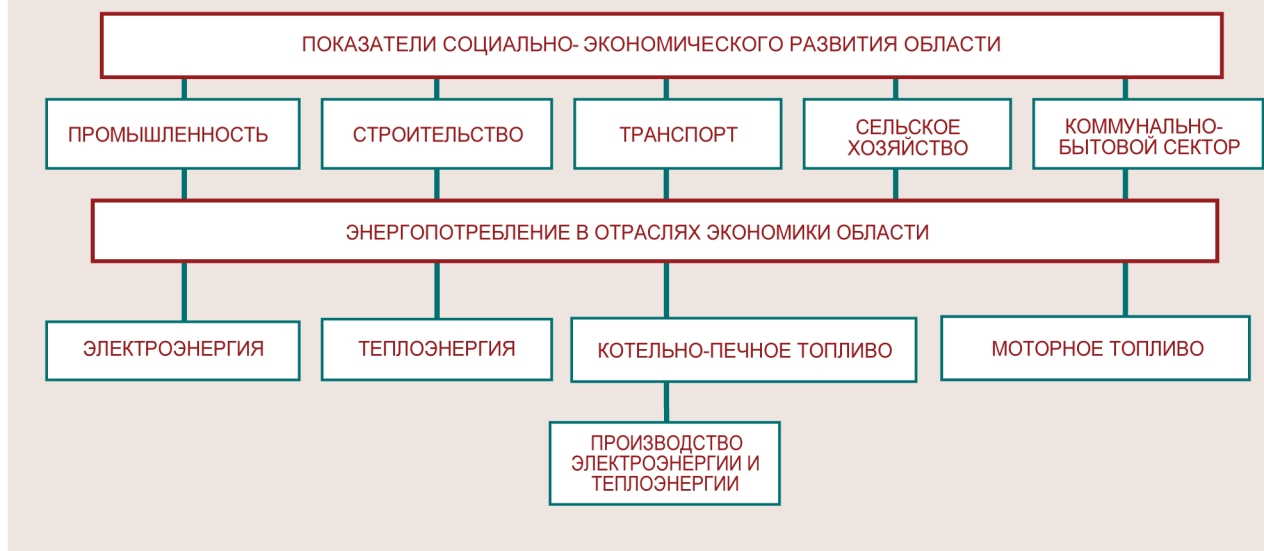 ПОКАЗАТЕЛИ СОЦИАЛЬНО- ЭКОНОМИЧЕСКОГО РАЗВИТИЯ ОБЛАСТИ
ПРОМЫШЛЕННОСТЬ
СТРОИТЕЛЬСТВО
ТРАНСПОРТ
СЕЛЬСКОЕ
ХОЗЯЙСТВО
КОММУНАЛЬНО-
БЫТОВОЙ СЕКТОР
ЭНЕРГОПОТРЕБЛЕНИЕ В ОТРАСЛЯХ ЭКОНОМИКИ ОБЛАСТИ
ЭЛЕКТРОЭНЕРГИЯ
ТЕПЛОЭНЕРГИЯ
КОТЕЛЬНО-ПЕЧНОЕ ТОПЛИВО
МОТОРНОЕ ТОПЛИВО
ПРОИЗВОДСТВО
ЭЛЕКТРОЭНЕРГИИ И
ТЕПЛОЭНЕРГИИ